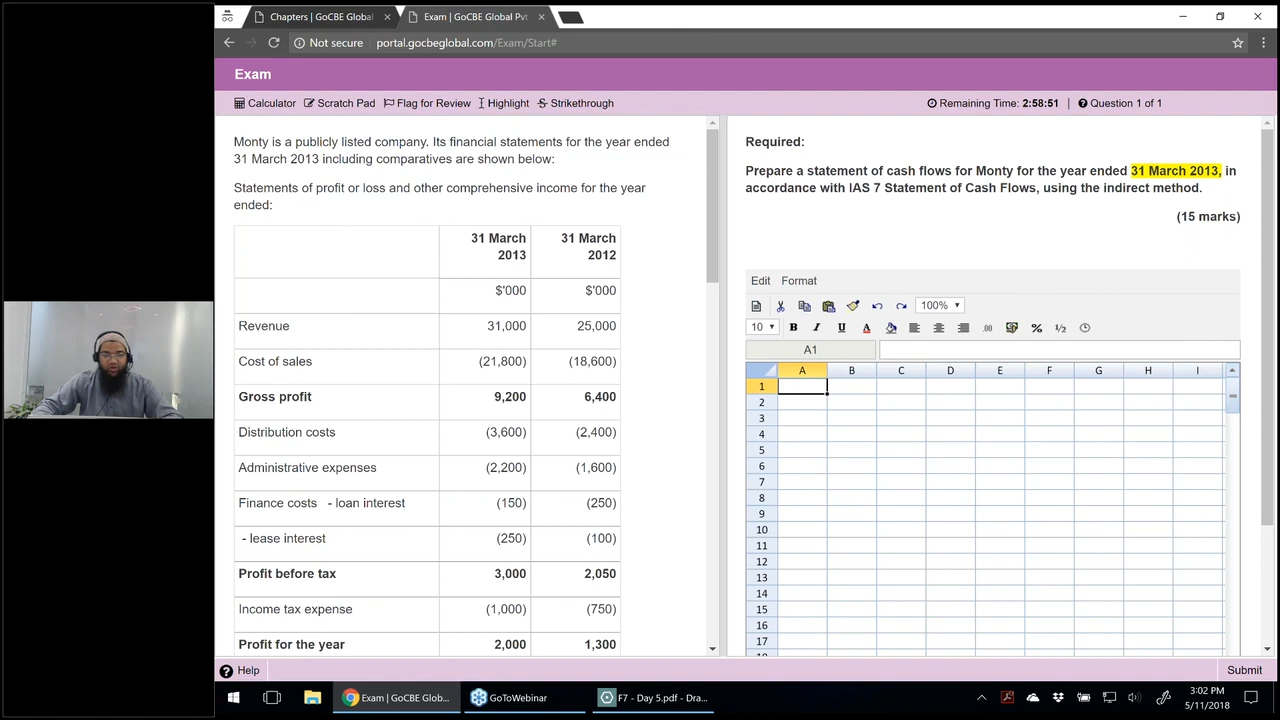 Chapters | GoCBE Global
Exam | GoCBE Global Pvt
Not secure
portal.gocbeglobal.com/Exam/Start#
Exam
Calculator
Scratch Pad
Flag for Review
Highlight
Strikethrough
Remaining Time: 2:58:51
Question 1 of 1
Monty is a publicly listed company. Its financial statements for the year ended
31 March 2013 including comparatives are shown below:
Statements of profit or loss and other comprehensive income for the year
ended:
31 March 31 March
2013 2012
$'000 $'000
Revenue 31,000 25,000
Cost of sales (21,800) (18,600)
Gross profit 9,200 6,400
Distribution costs (3,600) (2,400)
Administrative expenses (2,200) (1,600)
Finance costs - loan interest (150) (250)
- lease interest (250) (100)
Profit before tax 3,000 2,050
Income tax expense (1,000) (750)
Profit for the year 2,000 1,300
Required:
Prepare a statement of cash flows for Monty for the year ended 31 March 2013, in
accordance with IAS 7 Statement of Cash Flows, using the indirect method.
(15 marks)
Edit Format
100%
10 B I U A .00 % 1/2
A1
A B C D E F G H I
1
2
3
4
5
6
7
8
9
10
11
12
13
14
15
16
17
Help
Submit
Exam | GoCBE Glob...
GoToWebinar
F7 - Day 5.pdf - Dra...
3:02 PM
5/11/2018